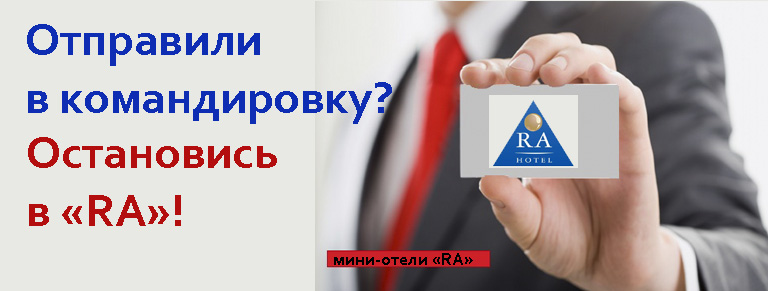 Отправили
в командировку?
Остановись
в «RA»!
RA
HOTEL
мини-отели «RA»